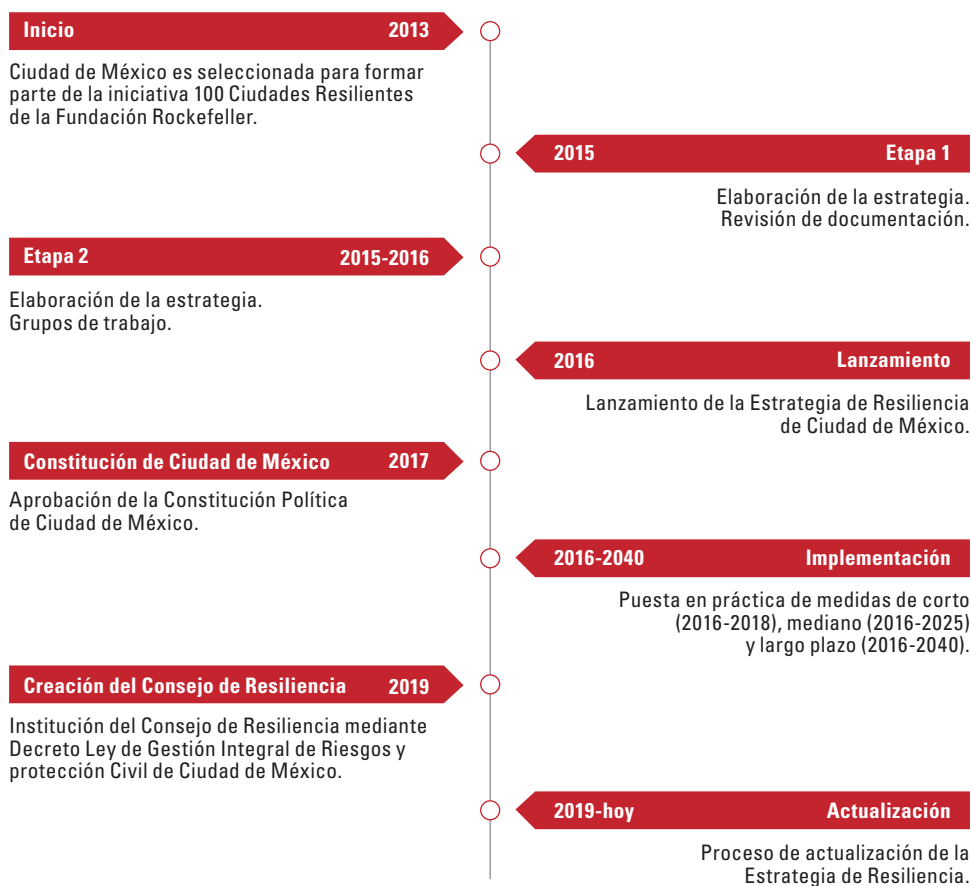 Inicio 2013
Ciudad de México es seleccionada para formar
parte de la iniciativa 100 Ciudades Resilientes
de la Fundación Rockefeller.
2015 Etapa 1
Elaboración de la estrategia.
Revisión de documentación.
Etapa 2 2015-2016
Elaboración de la estrategia.
Grupos de trabajo.
2016 Lanzamiento
Lanzamiento de la Estrategia de Resiliencia
de Ciudad de México.
Constitución de Ciudad de México 2017
Aprobación de la Constitución Política
de Ciudad de México.
2016-2040 Implementación
Puesta en práctica de medidas de corto
(2016-2018), mediano (2016-2025)
y largo plazo (2016-2040).
Creación del Consejo de Resiliencia 2019
Institución del Consejo de Resiliencia mediante
Decreto Ley de Gestión Integral de Riesgos y
protección Civil de Ciudad de México.
2019-hoy Actualización
Proceso de actualización de la
Estrategia de Resiliencia.